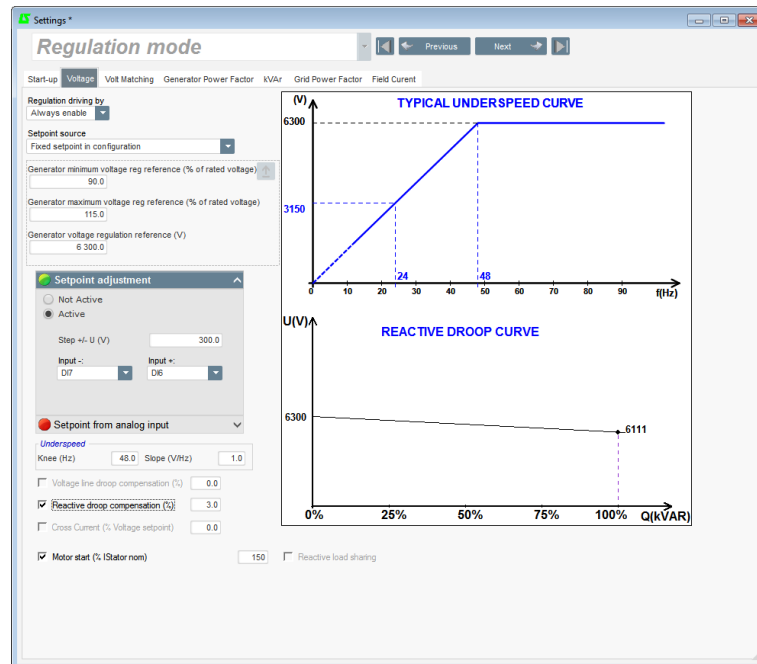 Settings *
Regulation mode
Previous
Next
Start-up Voltage Volt Matching Generator Power Factor kVAr Grid Power Factor Field Curent
Regulation driving by
Always enable
Setpoint source
Fixed setpoint in configuration
Generator minimum voltage reg reference (% of rated voltage)
90.0
Generator maximum voltage reg reference (% of rated voltage)
115.0
Generator voltage regulation reference (V)
6 300.0
Setpoint adjustment
Not Active
Active
Step +/- U (V) 300.0
Input -: Input +:
DI7 DI6
Setpoint from analog input
Underspeed
Knee (Hz) 48.0 Slope (V/Hz) 1.0
Voltage line droop compensation (%) 0.0
Reactive droop compensation (%) 3.0
Cross Current (% Voltage setpoint) 0.0
Motor start (% IStator nom) 150 Reactive load sharing
(V) TYPICAL UNDERSPEED CURVE
6300
3150
24 48
0 10 20 30 40 50 60 70 80 90 f(Hz)
U(V) REACTIVE DROOP CURVE
6300
6111
0% 25% 50% 75% 100% Q(kVAR)